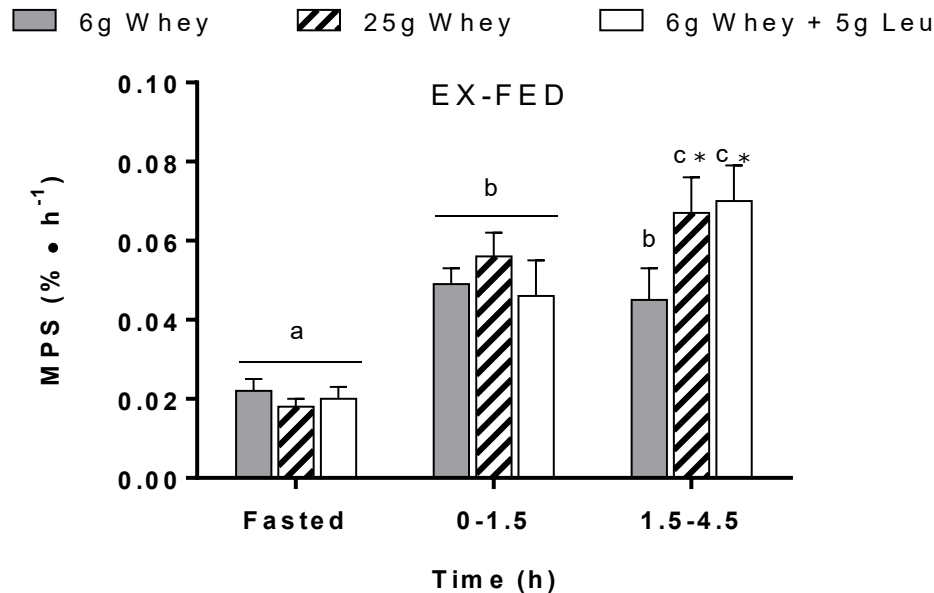 6g Whey 25g Whey 6g Whey + 5g Leu
EX-FED
MPS (% • h-1)
0.10
0.08
0.06
0.04
0.02
0.00
a
b
b
c * c *
Fasted 0-1.5 1.5-4.5
Time (h)